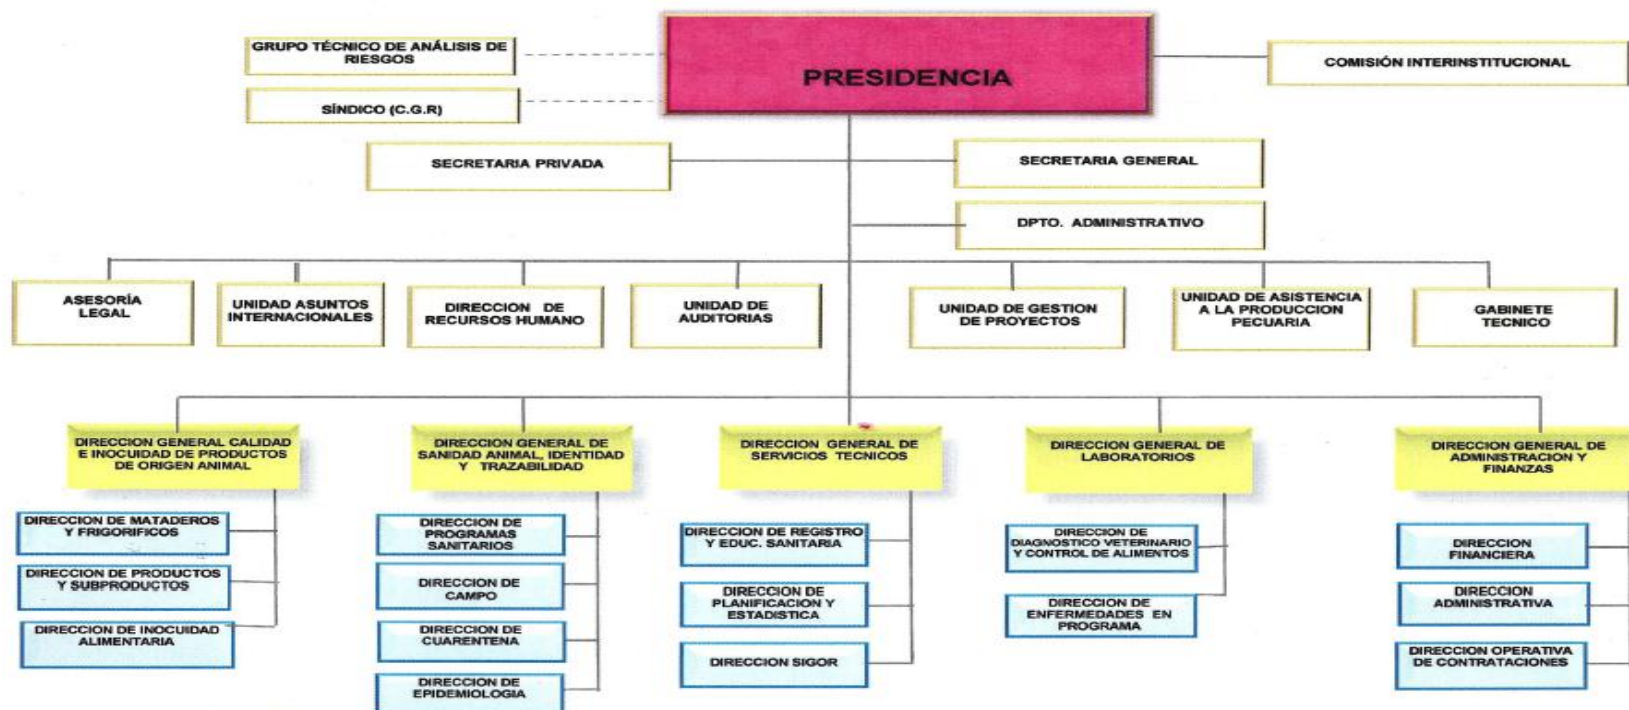 GRUPO TÉCNICO DE ANÁLISIS DE
RIESGOS
PRESIDENCIA
COMISIÓN INTERINSTITUCIONAL
SÍNDICO (C.G.R)
SECRETARIA PRIVADA
SECRETARIA GENERAL
DPTO. ADMINISTRATIVO
ASESORÍA
LEGAL
UNIDAD ASUNTOS
INTERNACIONALES
DIRECCION DE
RECURSOS HUMANO
UNIDAD DE
AUDITORIAS
UNIDAD DE GESTION
DE PROYECTOS
UNIDAD DE ASISTENCIA
A LA PRODUCCION
PECUARIA
GABINETE
TECNICO
DIRECCION GENERAL CALIDAD
E INOCUIDAD DE PRODUCTOS
DE ORIGEN ANIMAL
DIRECCION DE MATADEROS
Y FRIGORIFICOS
DIRECCION DE PRODUCTOS
Y SUBPRODUCTOS
DIRECCION DE INOCUIDAD
ALIMENTARIA
DIRECCION GENERAL DE
SANIDAD ANIMAL, IDENTIDAD
Y TRAZABILIDAD
DIRECCION DE
PROGRAMAS
SANITARIOS
DIRECCION DE
CAMPO
DIRECCION DE
CUARENTENA
DIRECCION DE
EPIDEMIOLOGIA
DIRECCION GENERAL DE
SERVICIOS TECNICOS
DIRECCION DE REGISTRO
Y EDUC. SANITARIA
DIRECCION DE
PLANIFICACION Y
ESTADISTICA
DIRECCION SIGOR
DIRECCION GENERAL DE
LABORATORIOS
DIRECCION DE
DIAGNOSTICO VETERINARIO
Y CONTROL DE ALIMENTOS
DIRECCION DE
ENFERMEDADES EN
PROGRAMA
DIRECCION GENERAL DE
ADMINISTRACION Y
FINANZAS
DIRECCION
FINANCIERA
DIRECCION
ADMINISTRATIVA
DIRECCION OPERATIVA
DE CONTRATACIONES